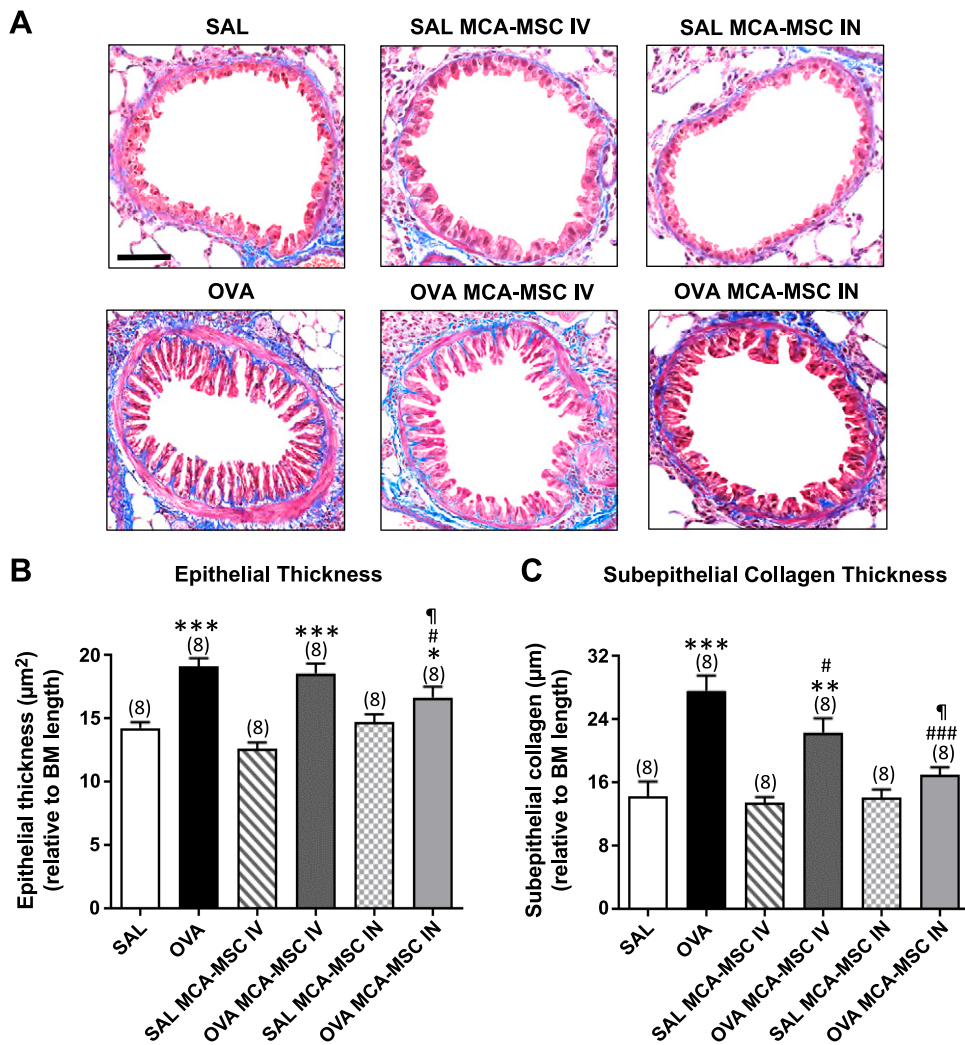 A
SAL
SAL MCA-MSC IV
SAL MCA-MSC IN
OVA
OVA MCA-MSC IV
OVA MCA-MSC IN
B
Epithelial Thickness
Epithelial thickness (µm²)
(relative to BM length)
20
15
10
5
0
(8)
***
(8)
(8)
***
(8)
(8)
¶
#
*
(8)
SAL
OVA
SAL MCA-MSC IV
OVA MCA-MSC IV
SAL MCA-MSC IN
OVA MCA-MSC IN
C
Subepithelial Collagen Thickness
Subepithelial collagen (µm)
(relative to BM length)
32
24
16
8
0
(8)
***
(8)
(8)
#
**
(8)
(8)
¶
###
(8)
SAL
OVA
SAL MCA-MSC IV
OVA MCA-MSC IV
SAL MCA-MSC IN
OVA MCA-MSC IN